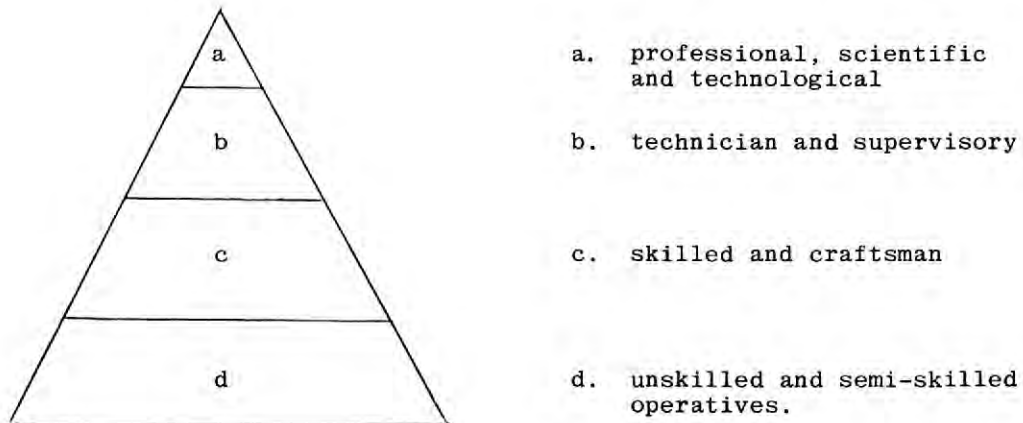 a
b
c
d
a. professional, scientific
and technological
b. technician and supervisory
c. skilled and craftsman
d. unskilled and semi-skilled
operatives.